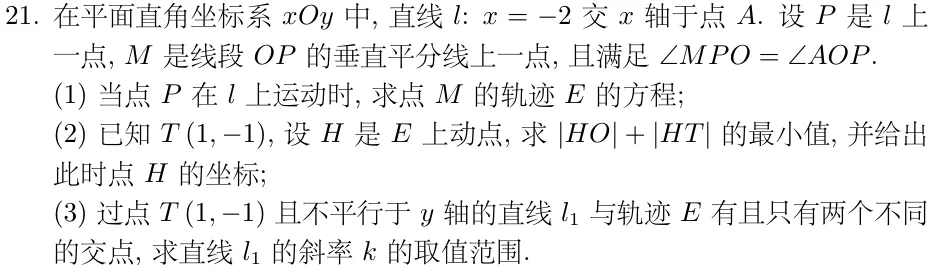 21. 在平面直角坐标系 xOy 中, 直线 l: x = −2 交 x 轴于点 A. 设 P 是 l 上
一点, M 是线段 OP 的垂直平分线上一点, 且满足 ∠MPO = ∠AOP.
(1) 当点 P 在 l 上运动时, 求点 M 的轨迹 E 的方程;
(2) 已知 T (1, −1), 设 H 是 E 上动点, 求 |HO| + |HT| 的最小值, 并给出
此时点 H 的坐标;
(3) 过点 T (1, −1) 且不平行于 y 轴的直线 l₁ 与轨迹 E 有且只有两个不同
的交点, 求直线 l₁ 的斜率 k 的取值范围.